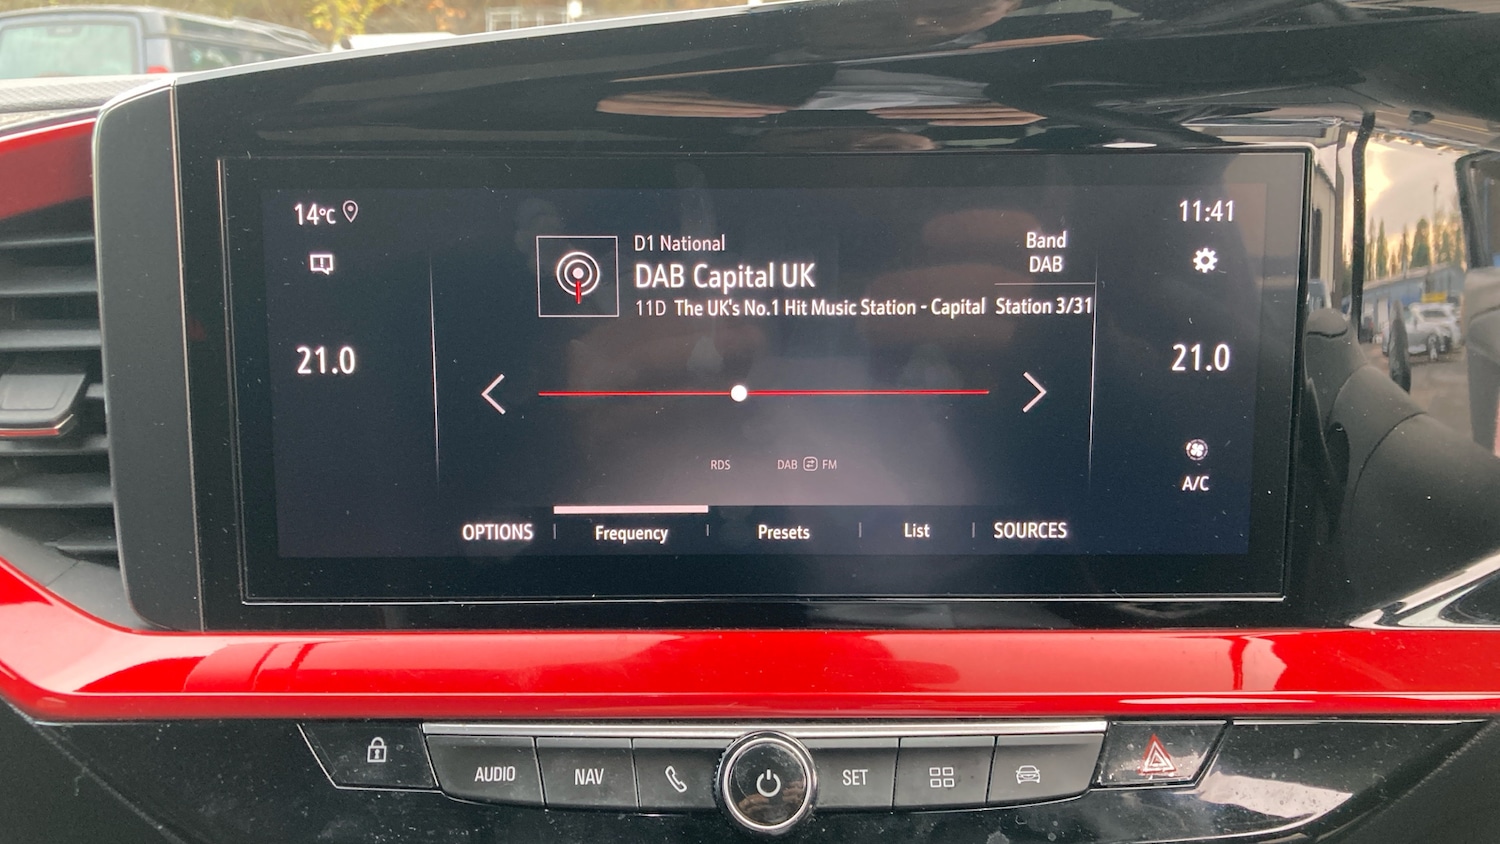 14°C
11:41
D1 National
DAB Capital UK
11D The UK's No.1 Hit Music Station - Capital
Band
DAB
Station 3/31
21.0
21.0
RDS
DAB FM
A/C
OPTIONS Frequency Presets List SOURCES
AUDIO NAV SET